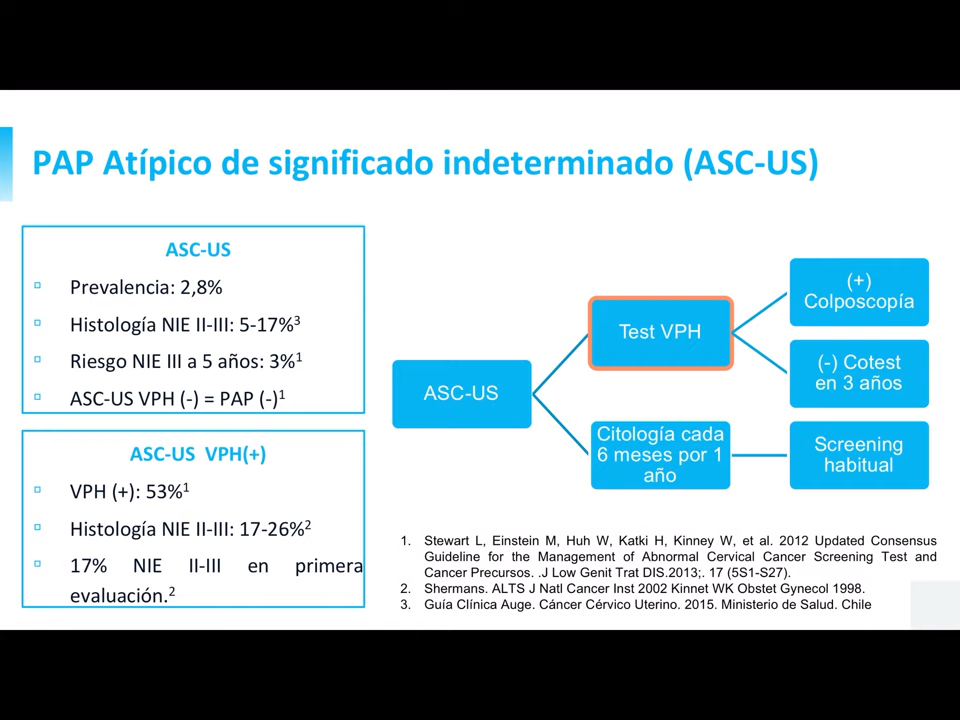 PAP Atípico de significado indeterminado (ASC-US)
ASC-US
Prevalencia: 2,8%
Histología NIE II-III: 5-17%3
Riesgo NIE III a 5 años: 3%1
ASC-US VPH (-) = PAP (-)1
ASC-US VPH(+)
VPH (+): 53%1
Histología NIE II-III: 17-26%2
17% NIE II-III en primera
evaluación.2
ASC-US
Test VPH
(+)
Colposcopía
(-) Cotest
en 3 años
Citología cada
6 meses por 1
año
Screening
habitual
1. Stewart L, Einstein M, Huh W, Katki H, Kinney W, et al. 2012 Updated Consensus
Guideline for the Management of Abnormal Cervical Cancer Screening Test and
Cancer Precursos. .J Low Genit Trat DIS.2013;. 17 (5S1-S27).
2. Shermans. ALTS J Natl Cancer Inst 2002 Kinnet WK Obstet Gynecol 1998.
3. Guía Clínica Auge. Cáncer Cérvico Uterino. 2015. Ministerio de Salud. Chile